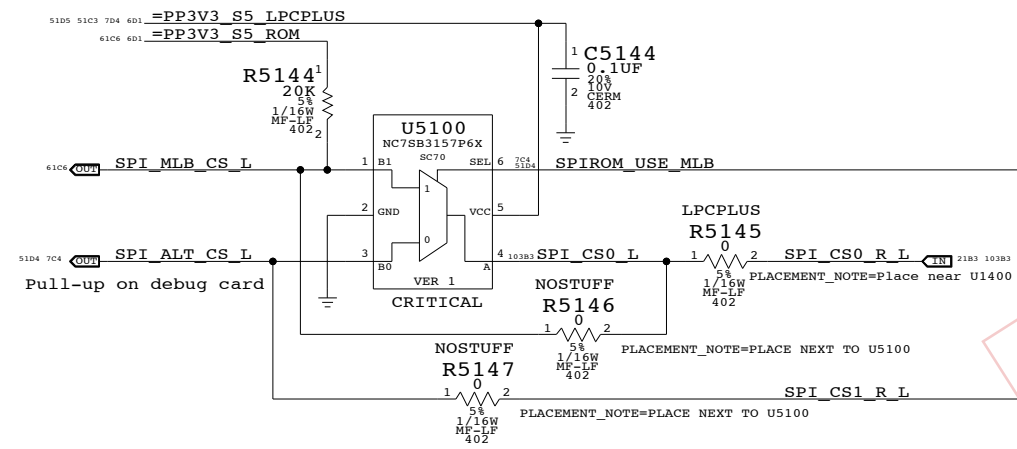 51D5 51C3 7D4 6D1 =PP3V3_S5_LPCPLUS
61C6 6D1 =PP3V3_S5_ROM
R5144 1
20K
5%
1/16W
MF-LF
402 2
1 C5144
0.1UF
20%
10V
2 CERM
402
U5100
NC7SB3157P6X
SC70
61C6 OUT SPI_MLB_CS_L 1 B1 SEL 6 7C4 51D4 SPIROM_USE_MLB
1
2 GND VCC 5
0
51D4 7C4 OUT SPI_ALT_CS_L 3 B0 A 4 103B3 SPI_CS0_L
VER 1
CRITICAL
Pull-up on debug card
LPCPLUS
R5145
0
1 2 SPI_CS0_R_L IN 21B3 103B3
5%
1/16W
MF-LF
402
PLACEMENT_NOTE=Place near U1400
NOSTUFF
R5146
0
1 2
5%
1/16W
MF-LF
402
PLACEMENT_NOTE=PLACE NEXT TO U5100
NOSTUFF
R5147
0
1 2 SPI_CS1_R_L
5%
1/16W
MF-LF
402
PLACEMENT_NOTE=PLACE NEXT TO U5100